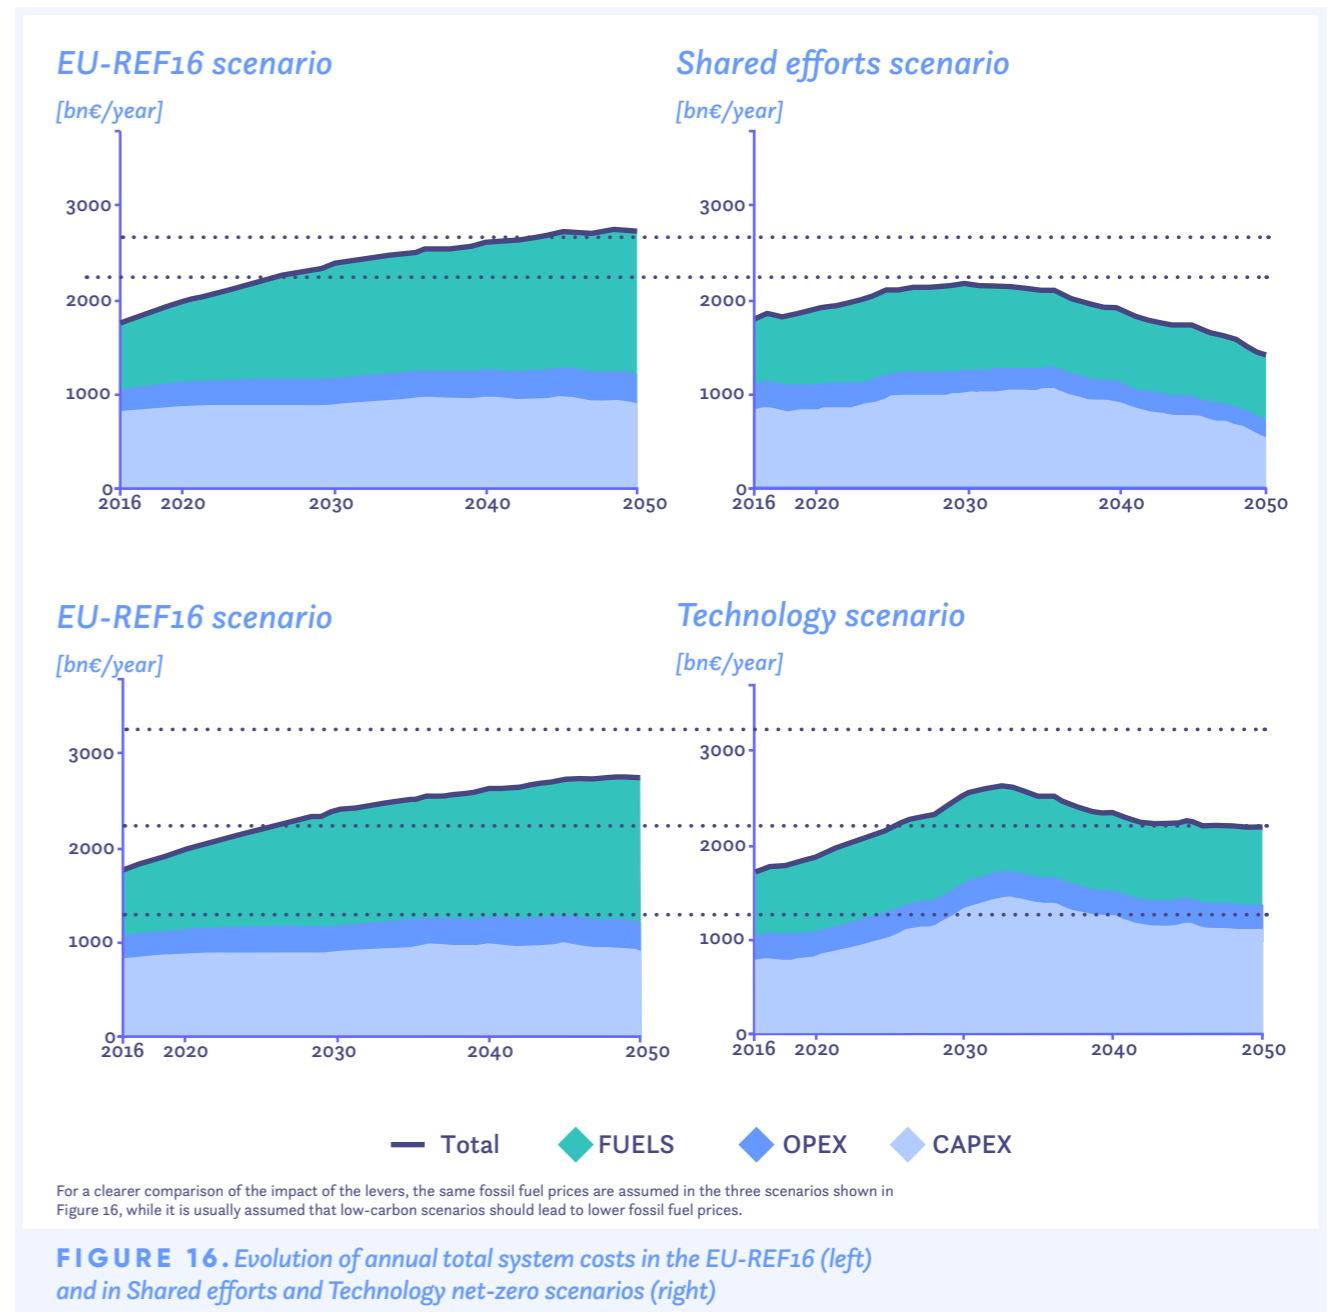 EU-REF16 scenario
[bn€/year]
3000
2000
1000
0
2016 2020 2030 2040 2050
Shared efforts scenario
[bn€/year]
3000
2000
1000
0
2016 2020 2030 2040 2050
EU-REF16 scenario
[bn€/year]
3000
2000
1000
0
2016 2020 2030 2040 2050
Technology scenario
[bn€/year]
3000
2000
1000
0
2016 2020 2030 2040 2050
Total FUELS OPEX CAPEX
For a clearer comparison of the impact of the levers, the same fossil fuel prices are assumed in the three scenarios shown in
Figure 16, while it is usually assumed that low-carbon scenarios should lead to lower fossil fuel prices.
FIGURE 16. Evolution of annual total system costs in the EU-REF16 (left)
and in Shared efforts and Technology net-zero scenarios (right)